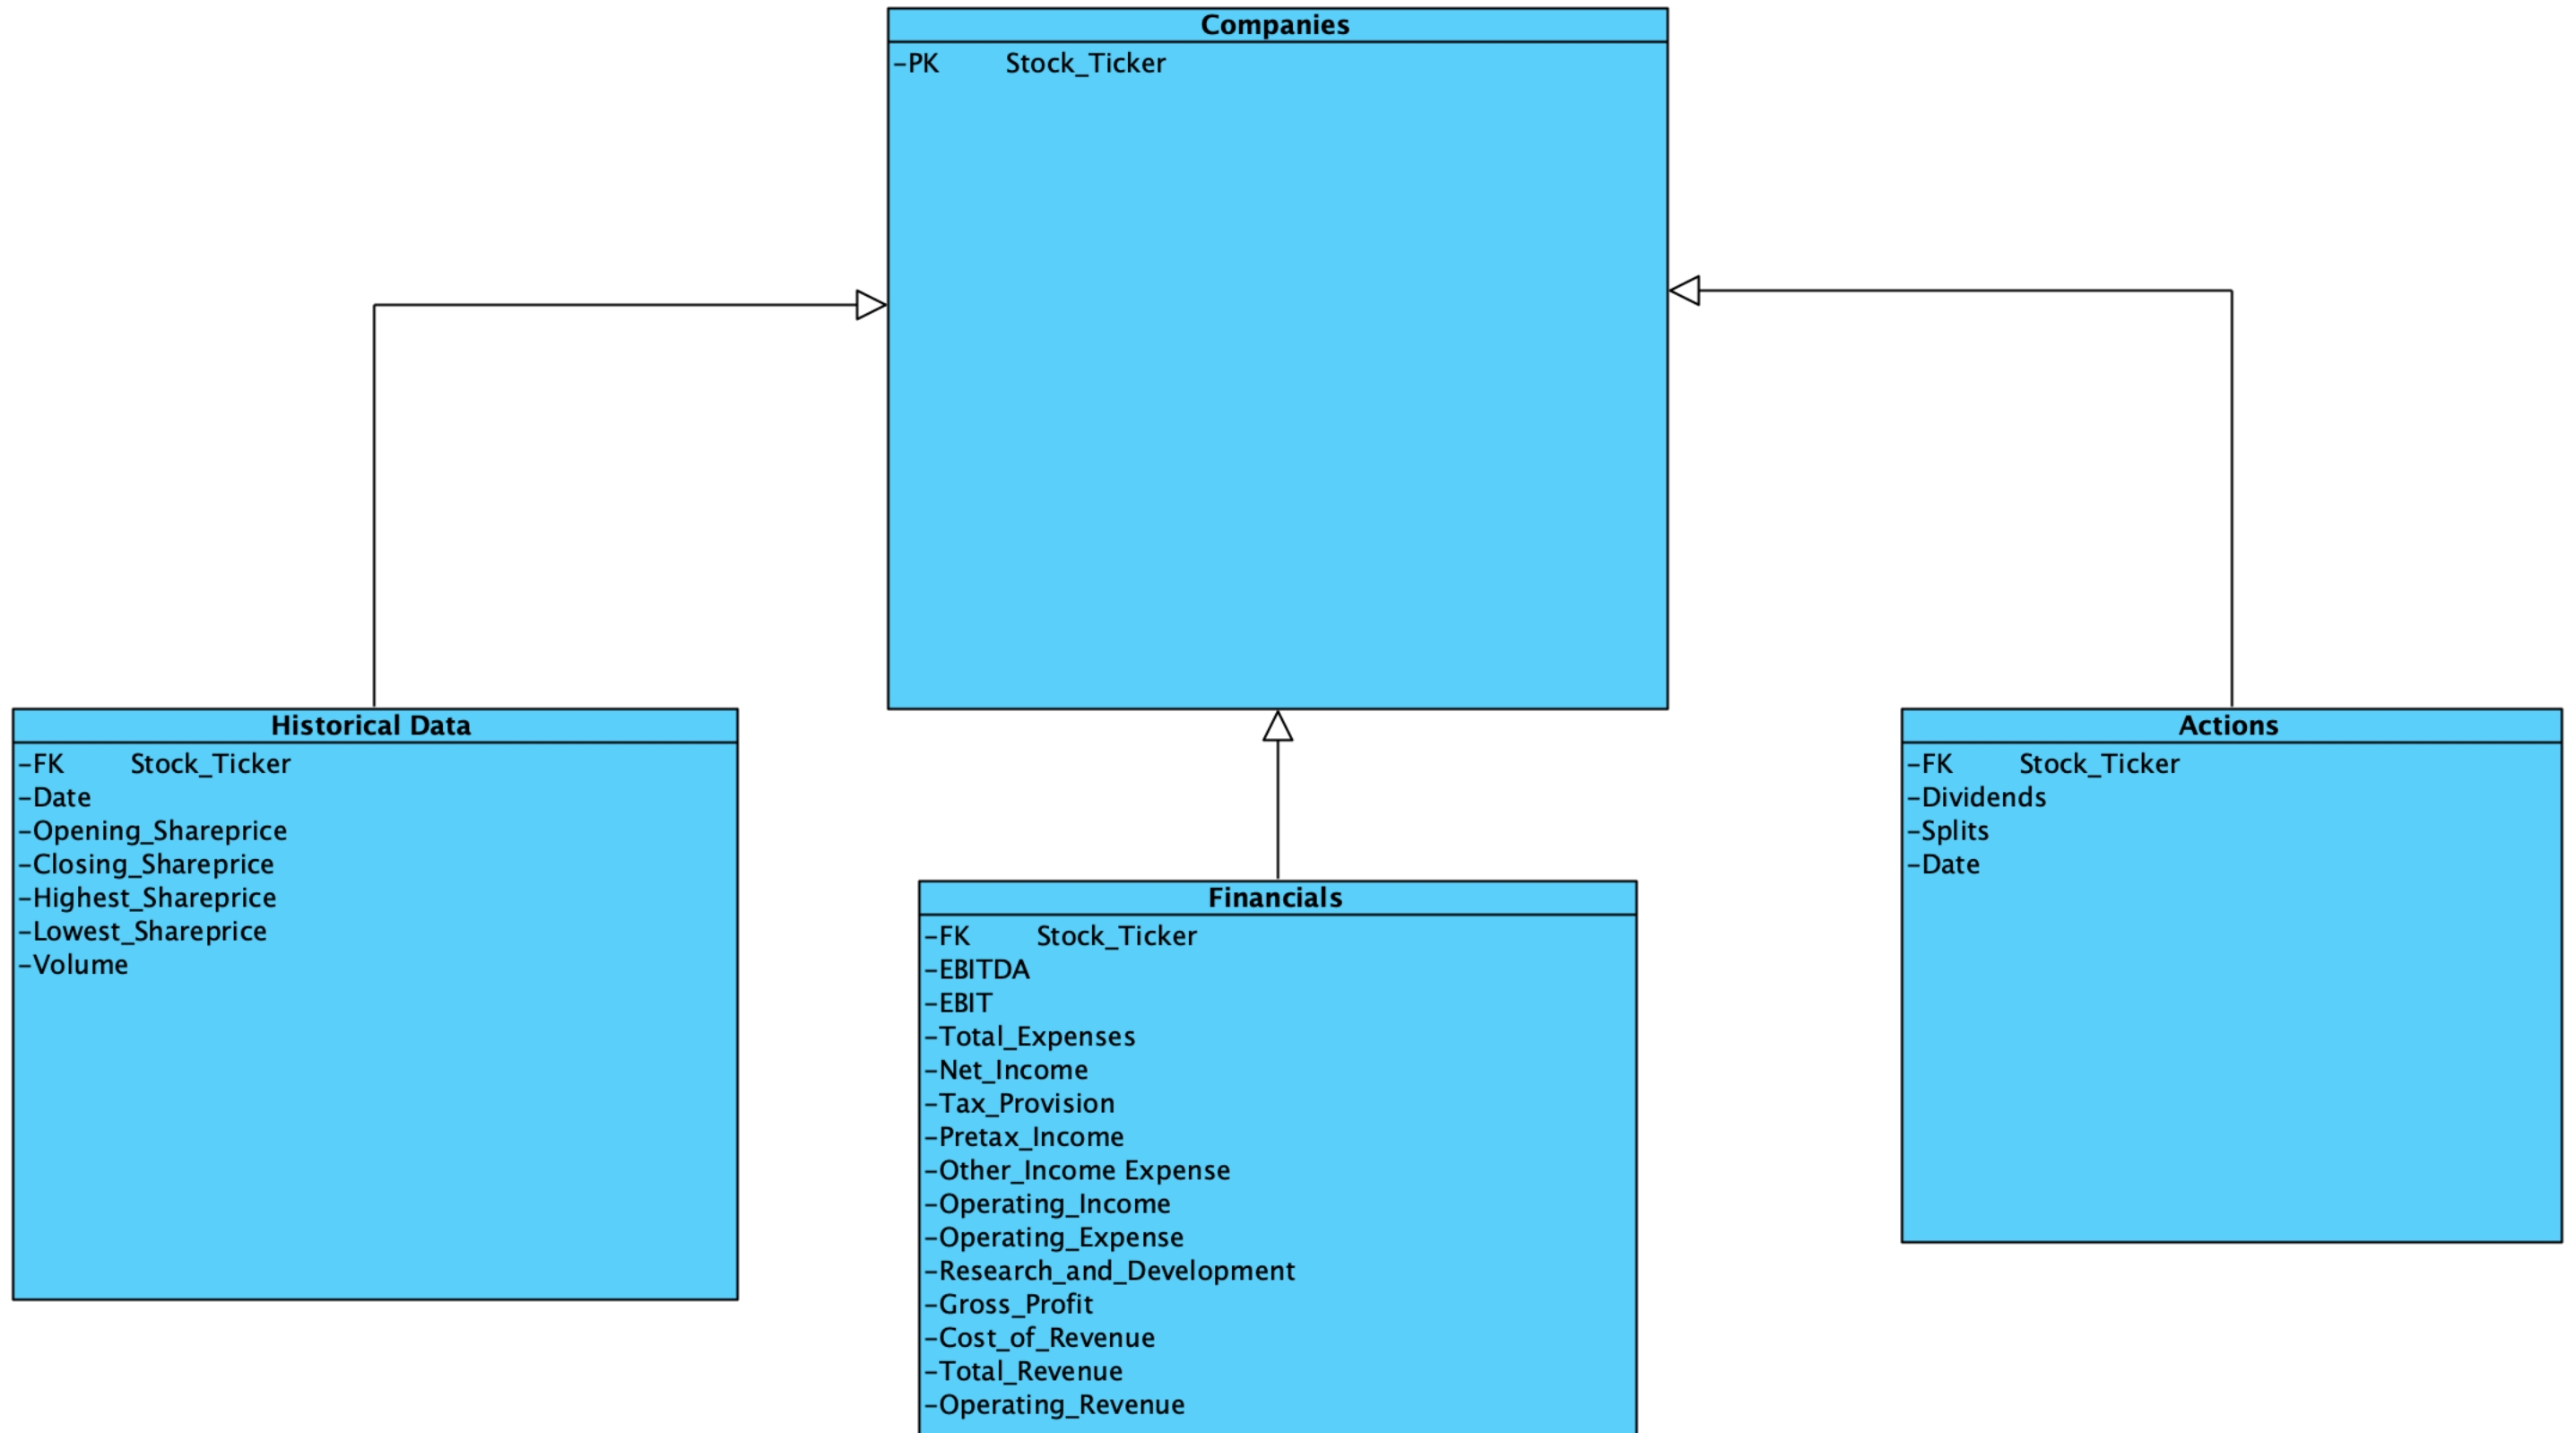 Companies
-PK Stock_Ticker
Historical Data
-FK Stock_Ticker
-Date
-Opening_Shareprice
-Closing_Shareprice
-Highest_Shareprice
-Lowest_Shareprice
-Volume
Financials
-FK Stock_Ticker
-EBITDA
-EBIT
-Total_Expenses
-Net_Income
-Tax_Provision
-Pretax_Income
-Other_Income Expense
-Operating_Income
-Operating_Expense
-Research_and_Development
-Gross_Profit
-Cost_of_Revenue
-Total_Revenue
-Operating_Revenue
Actions
-FK Stock_Ticker
-Dividends
-Splits
-Date